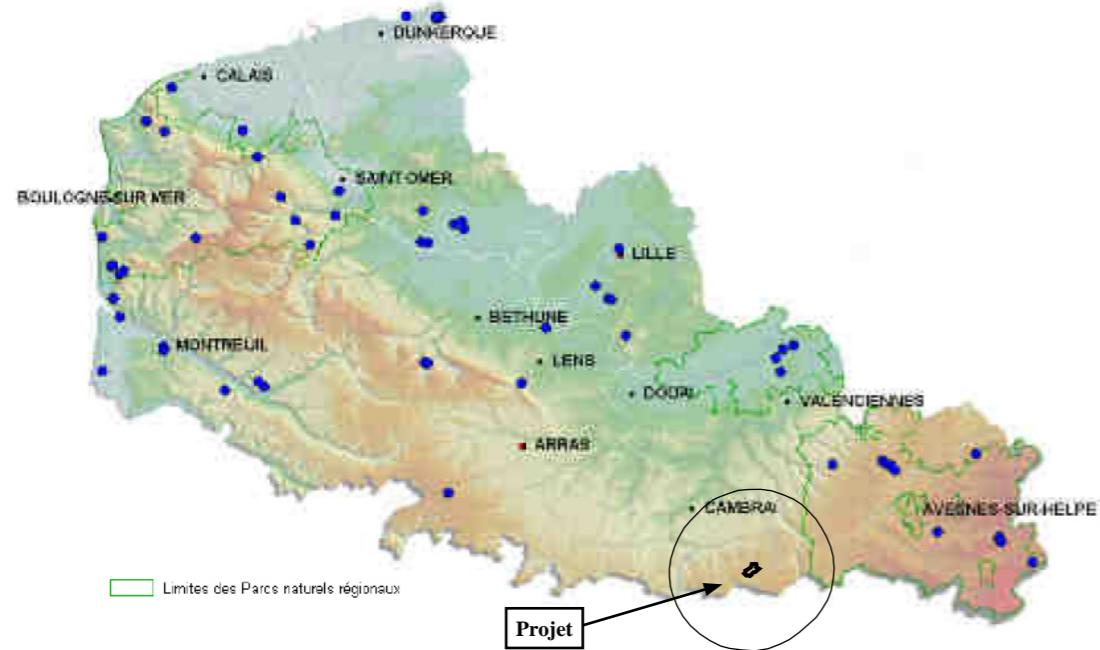 DUNKERQUE
CALAIS
SAINT-OMER
BOULOGNE-SUR MER
LILLE
BETHUNE
MONTREUIL
LENS
DOUAI
VALENCIENNES
ARRAS
CAMBRAI
AVESNES-SUR-HELPE
Limites des Parcs naturels régionaux
Projet